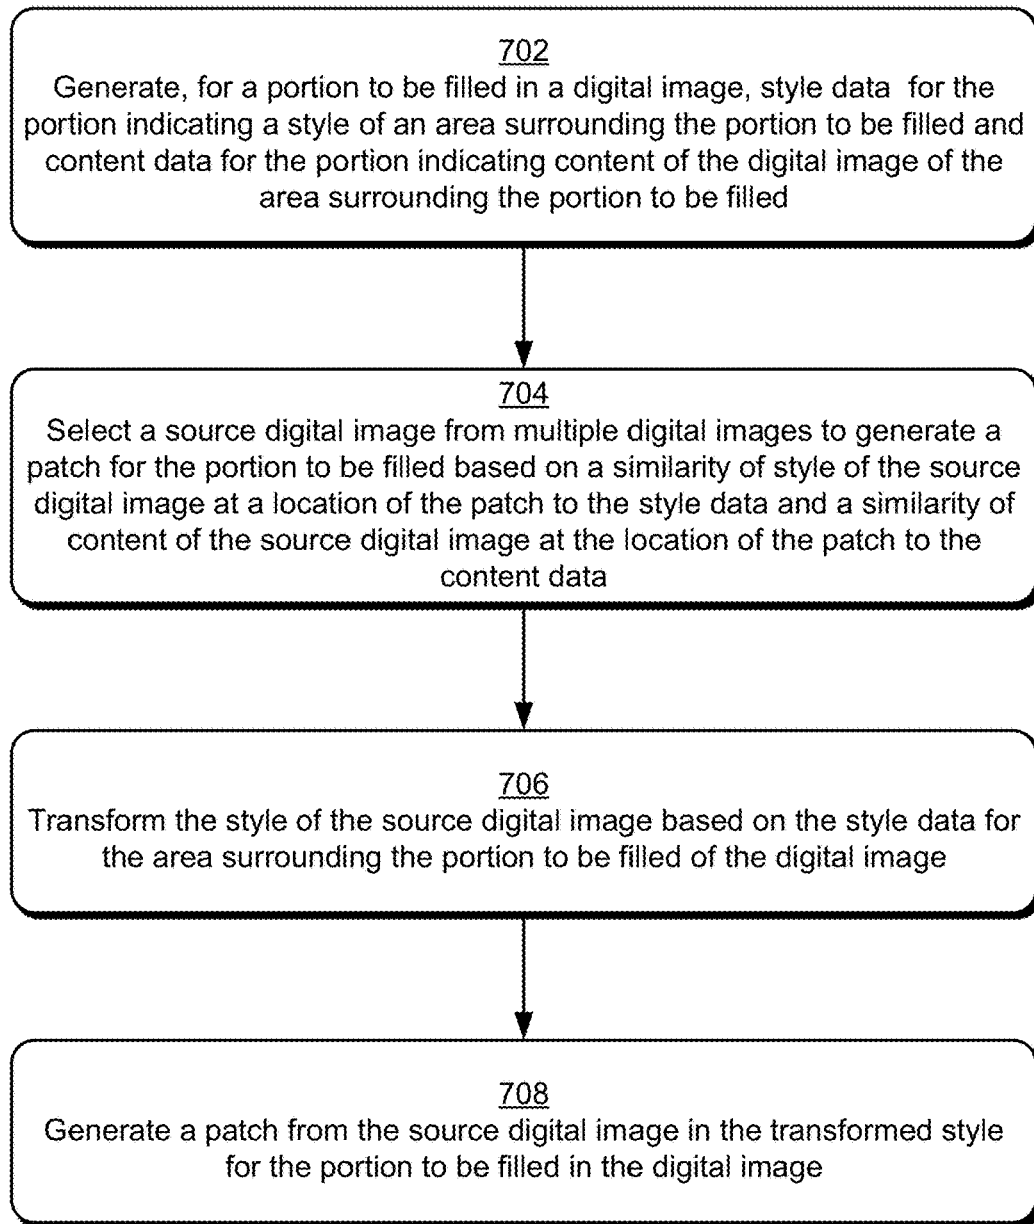 702
Generate, for a portion to be filled in a digital image, style data  for the
portion indicating a style of an area surrounding the portion to be filled and
content data for the portion indicating content of the digital image of the
area surrounding the portion to be filled
704
Select a source digital image from multiple digital images to generate a
patch for the portion to be filled based on a similarity of style of the source
digital image at a location of the patch to the style data and a similarity of
content of the source digital image at the location of the patch to the
content data
706
Transform the style of the source digital image based on the style data for
the area surrounding the portion to be filled of the digital image
708
Generate a patch from the source digital image in the transformed style
for the portion to be filled in the digital image